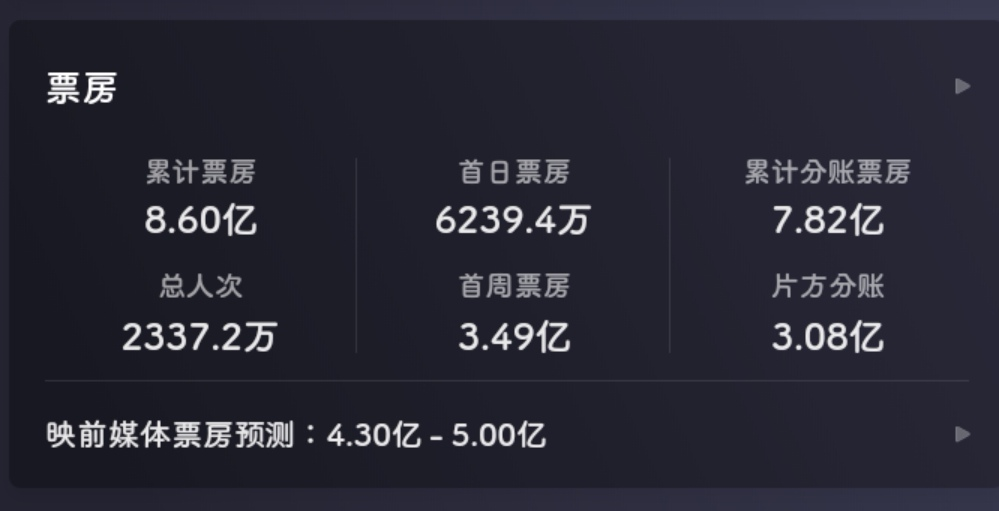 票房
累计票房 首日票房 累计分账票房
8.60亿 6239.4万 7.82亿
总人次 首周票房 片方分账
2337.2万 3.49亿 3.08亿
映前媒体票房预测：4.30亿 - 5.00亿